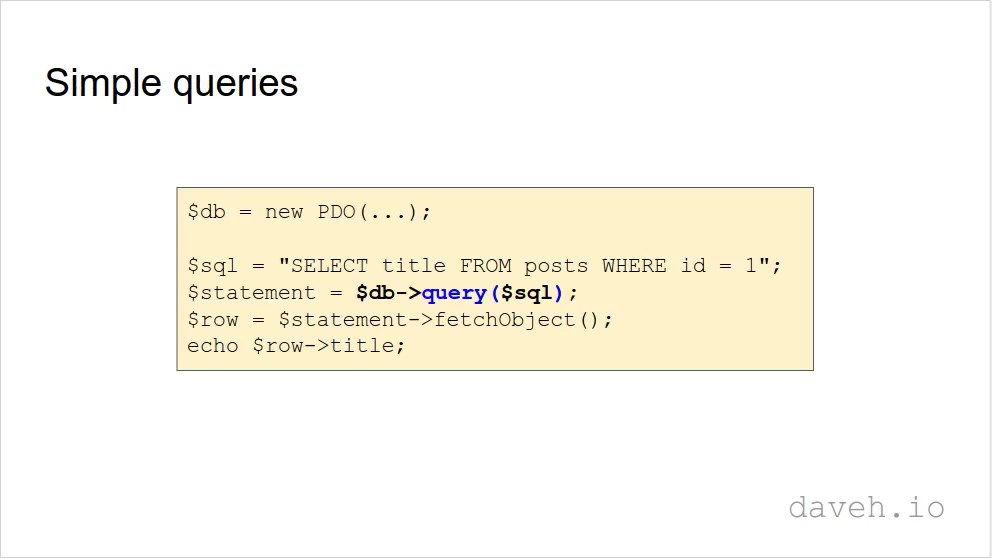 Simple queries
$db = new PDO(...);
$sql = "SELECT title FROM posts WHERE id = 1";
$statement = $db->query($sql);
$row = $statement->fetchObject();
echo $row->title;
daveh.io